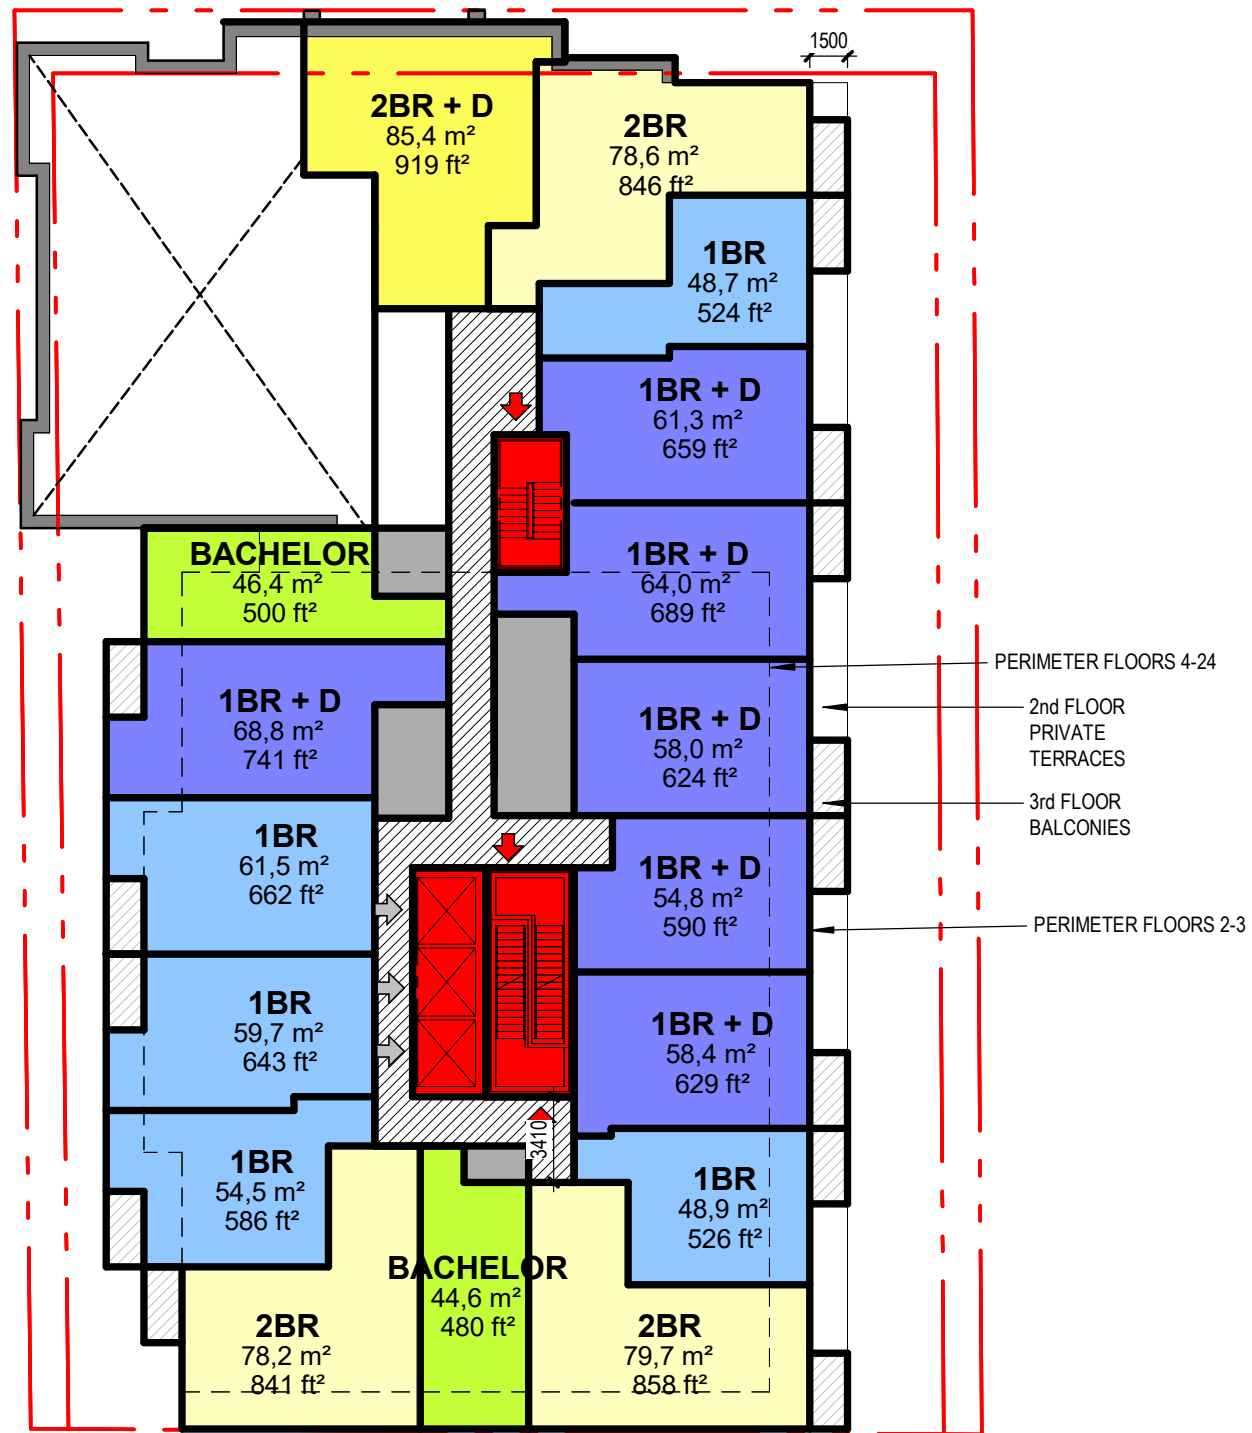 1500
2BR + D
85,4 m²
919 ft²
2BR
78,6 m²
846 ft²
1BR
48,7 m²
524 ft²
1BR + D
61,3 m²
659 ft²
BACHELOR
46,4 m²
500 ft²
1BR + D
64,0 m²
689 ft²
PERIMETER FLOORS 4-24
1BR + D
68,8 m²
741 ft²
1BR + D
58,0 m²
624 ft²
2nd FLOOR
PRIVATE
TERRACES
3rd FLOOR
BALCONIES
1BR
61,5 m²
662 ft²
1BR + D
54,8 m²
590 ft²
PERIMETER FLOORS 2-3
1BR
59,7 m²
643 ft²
1BR + D
58,4 m²
629 ft²
3410
1BR
54,5 m²
586 ft²
1BR
48,9 m²
526 ft²
BACHELOR
44,6 m²
480 ft²
2BR
78,2 m²
841 ft²
2BR
79,7 m²
858 ft²